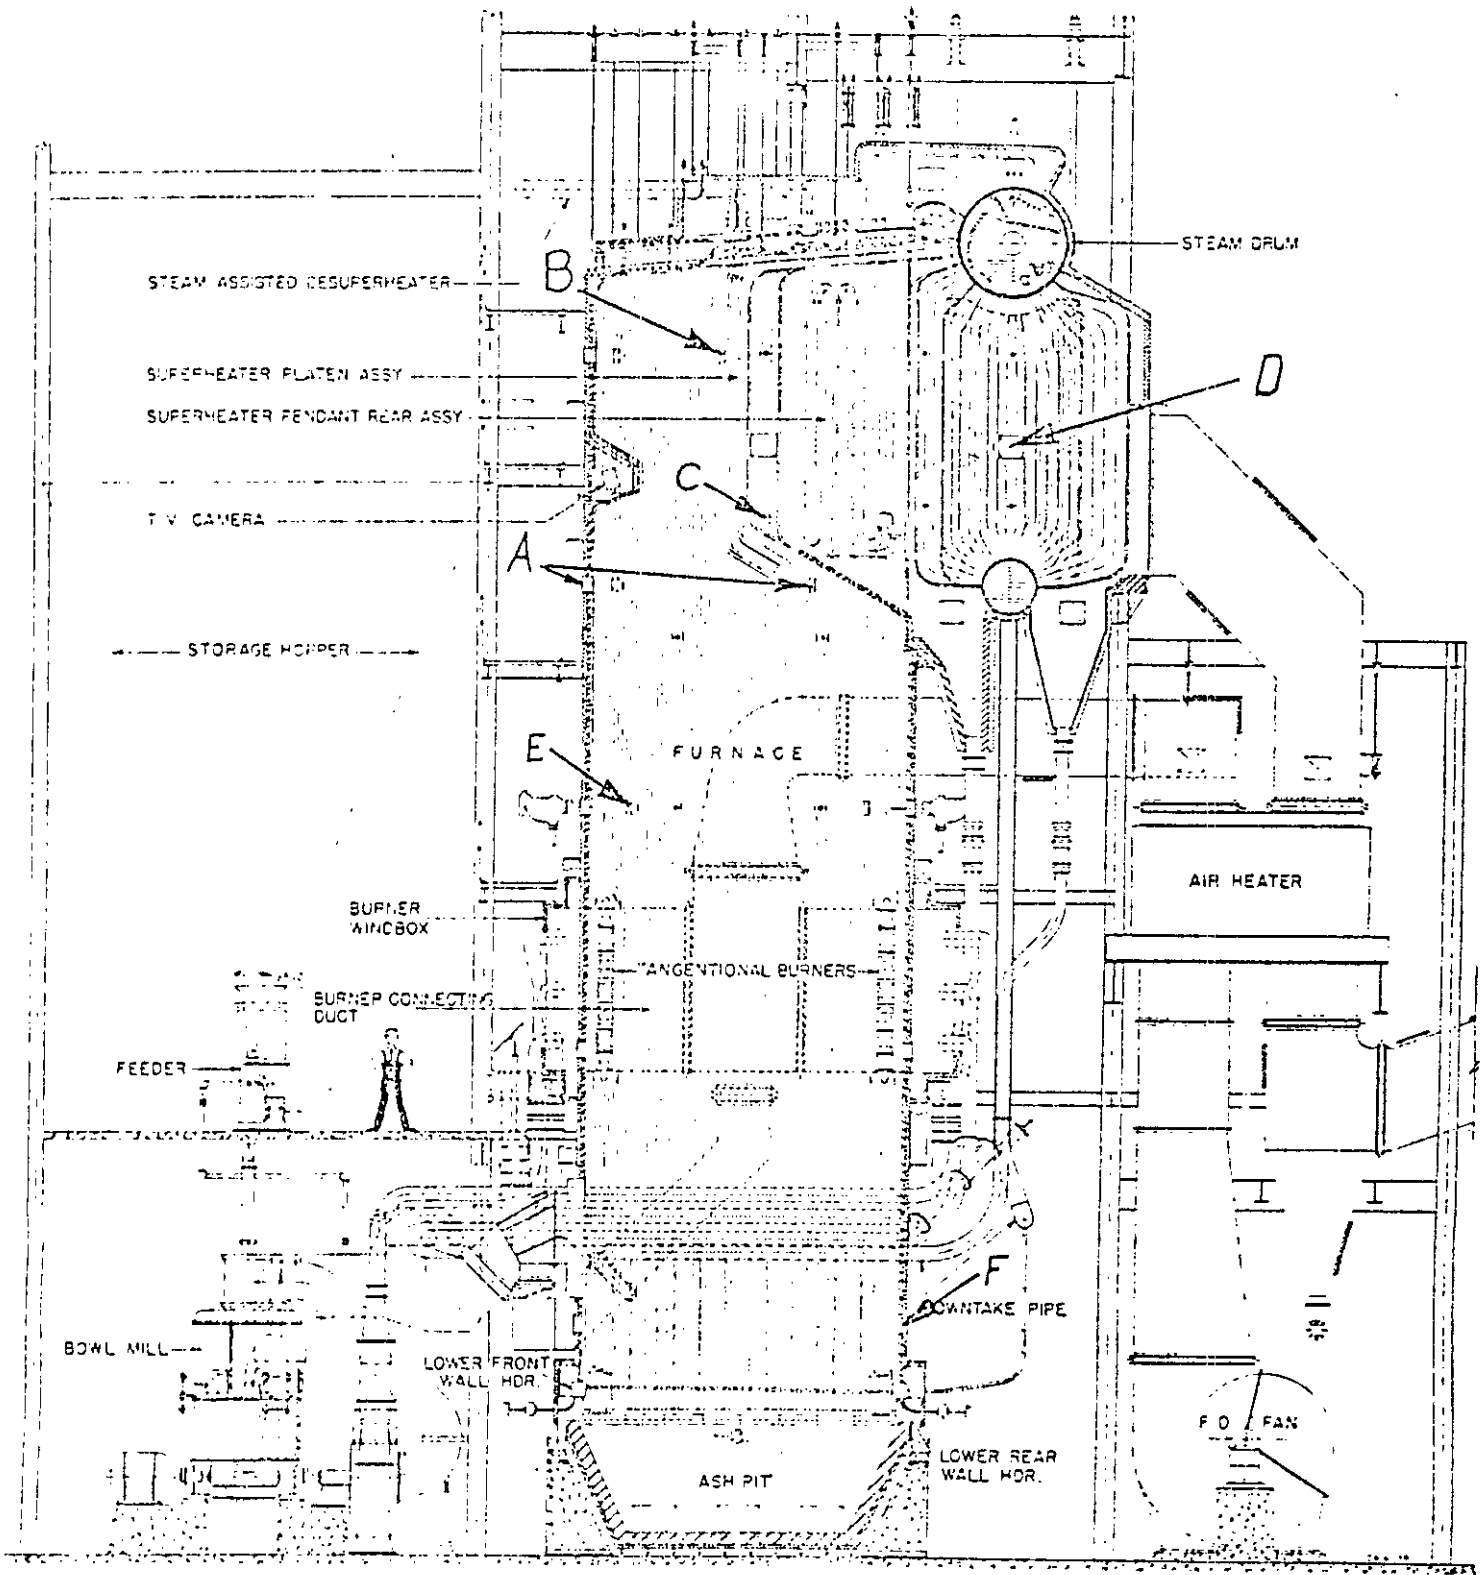 STEAM DRUM
B
STEAM ASSISTED DESUPERHEATER
SUPERHEATER PLATEN ASSY
D
SUPERHEATER PENDANT REAR ASSY
C
T.V. CAMERA
A
STORAGE HOPPER
E
FURNACE
AIR HEATER
BURNER
WINDBOX
TANGENTIONAL BURNERS
BURNER CONNECTING
DUCT
FEEDER
F
DOWNTAKE PIPE
BOWL MILL
LOWER FRONT
WALL HDR.
F D FAN
LOWER REAR
WALL HDR.
ASH PIT